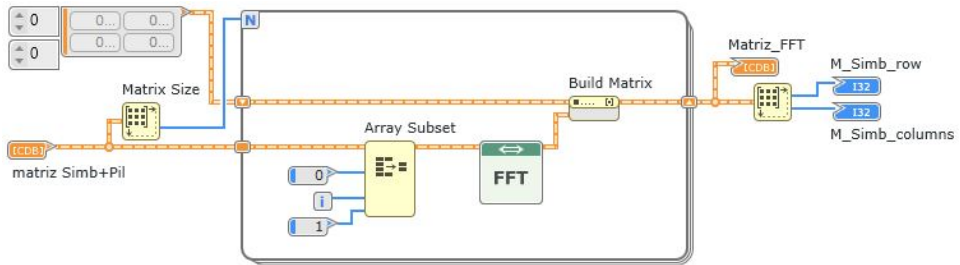 0
0... 0...
0
0... 0...
N
Matriz_FFT
[CDB]
M_Simb_row
I32
Matrix Size
Build Matrix
I32
M_Simb_columns
Array Subset
[CDB]
matriz Simb+Pil
0
i
1
FFT